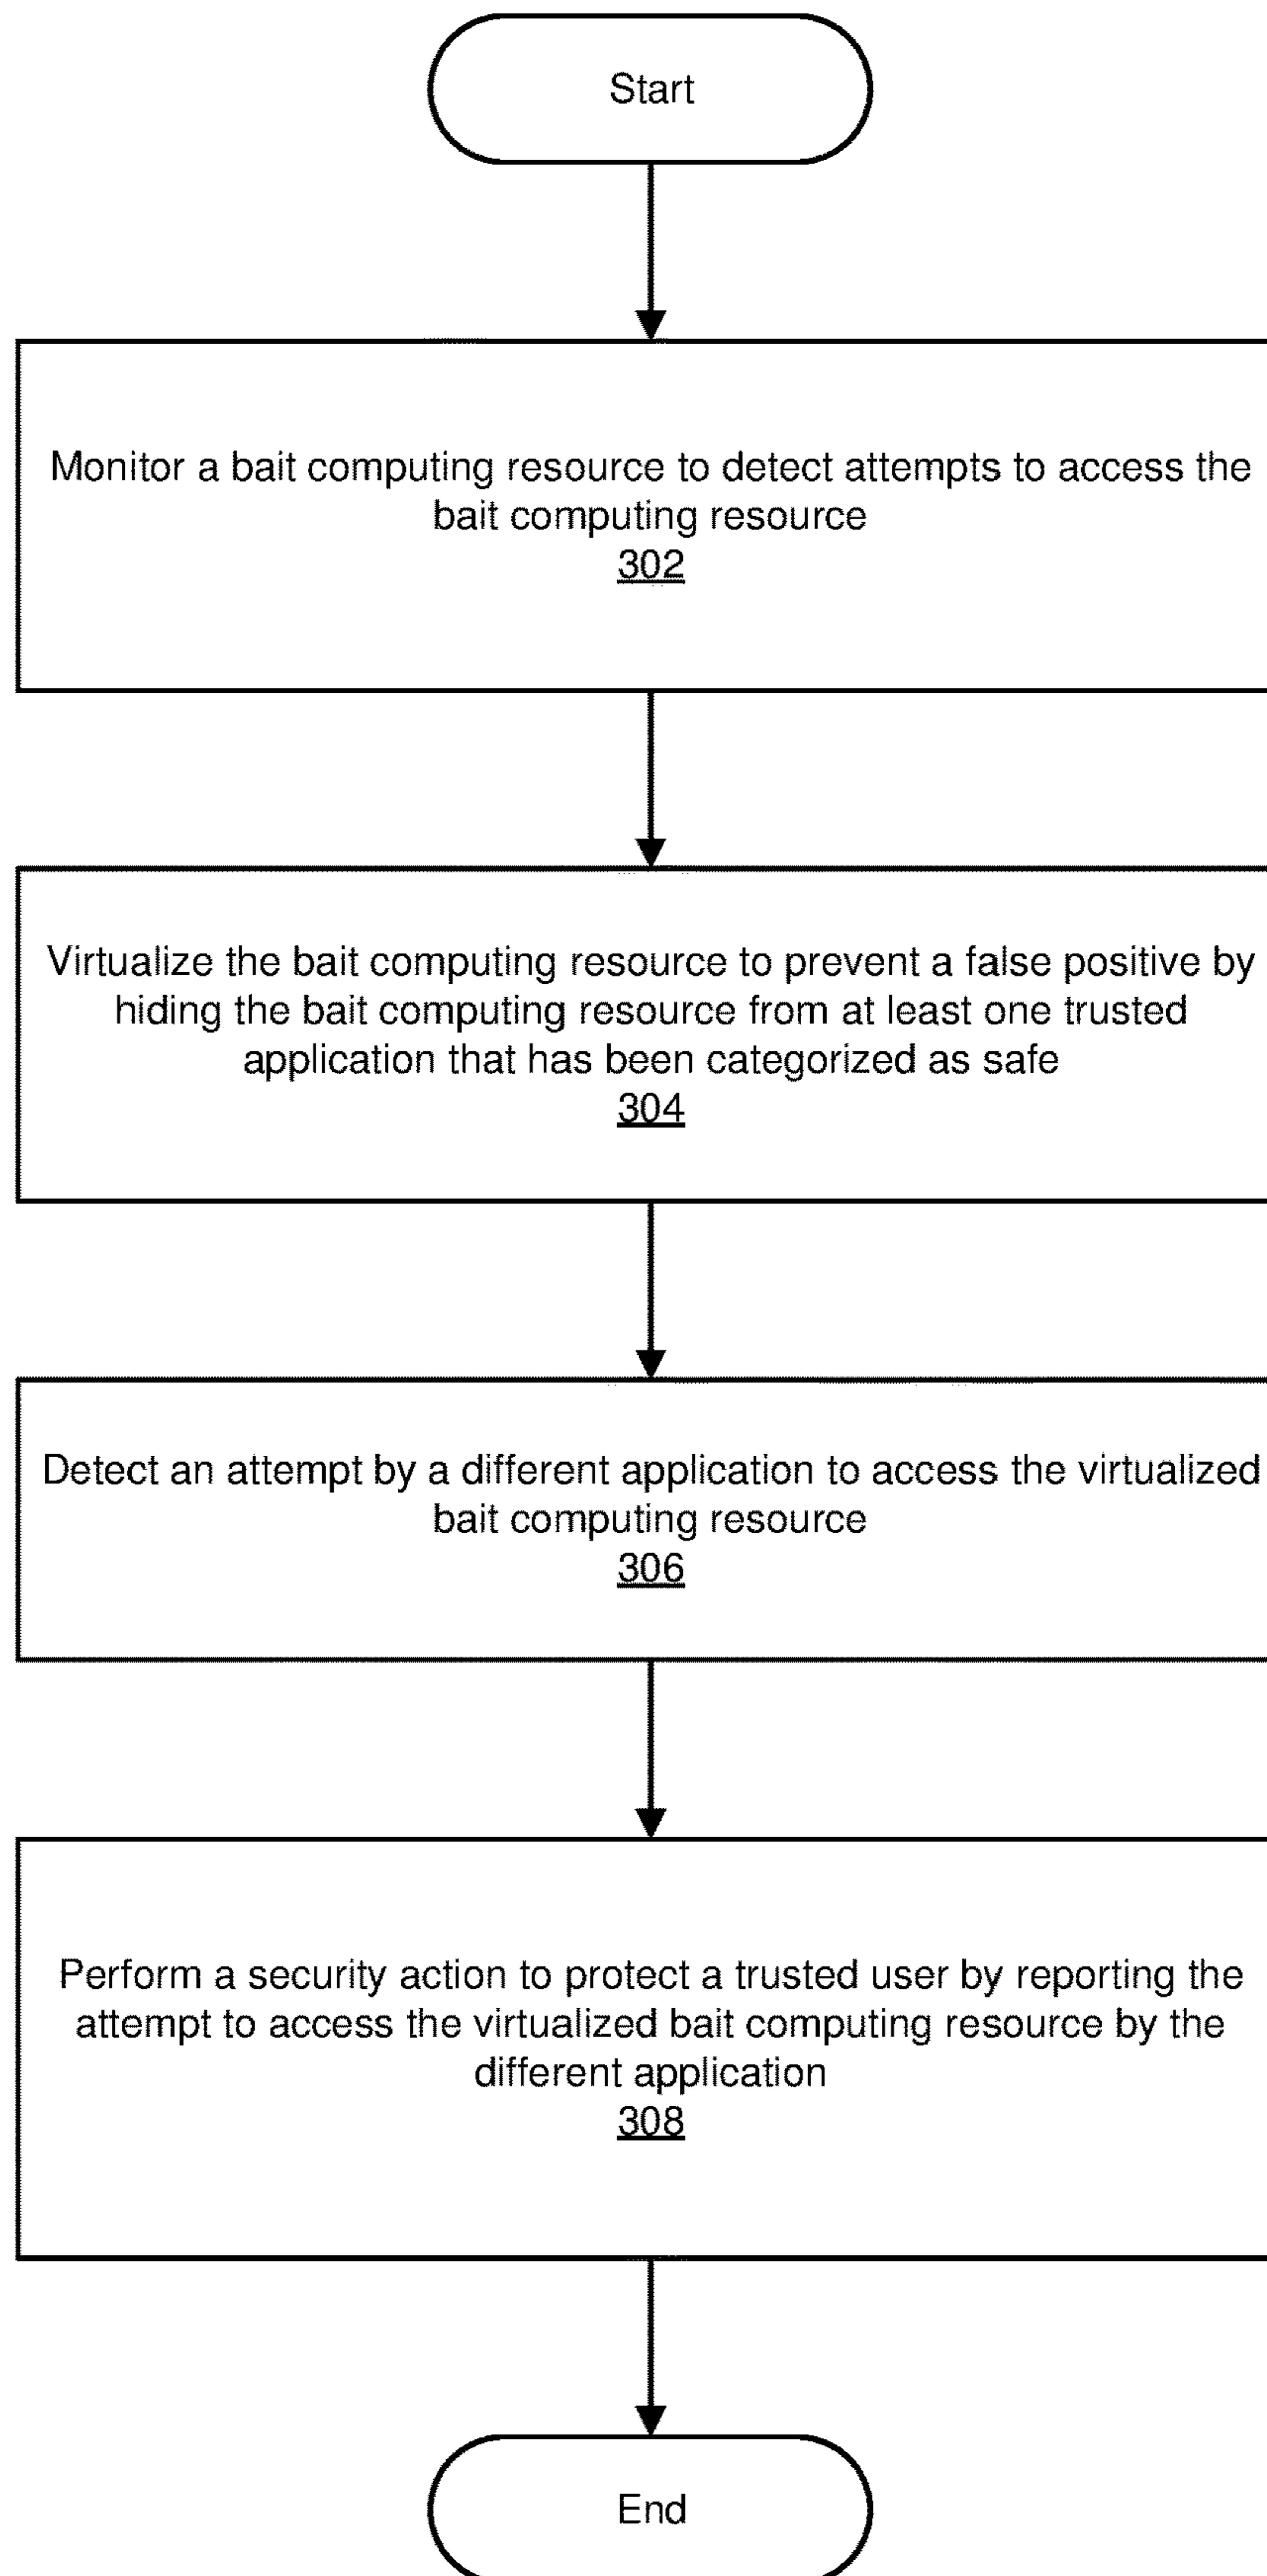 Start
Monitor a bait computing resource to detect attempts to access the
bait computing resource
302
Virtualize the bait computing resource to prevent a false positive by
hiding the bait computing resource from at least one trusted
application that has been categorized as safe
304
Detect an attempt by a different application to access the virtualized
bait computing resource
306
Perform a security action to protect a trusted user by reporting the
attempt to access the virtualized bait computing resource by the
different application
308
End